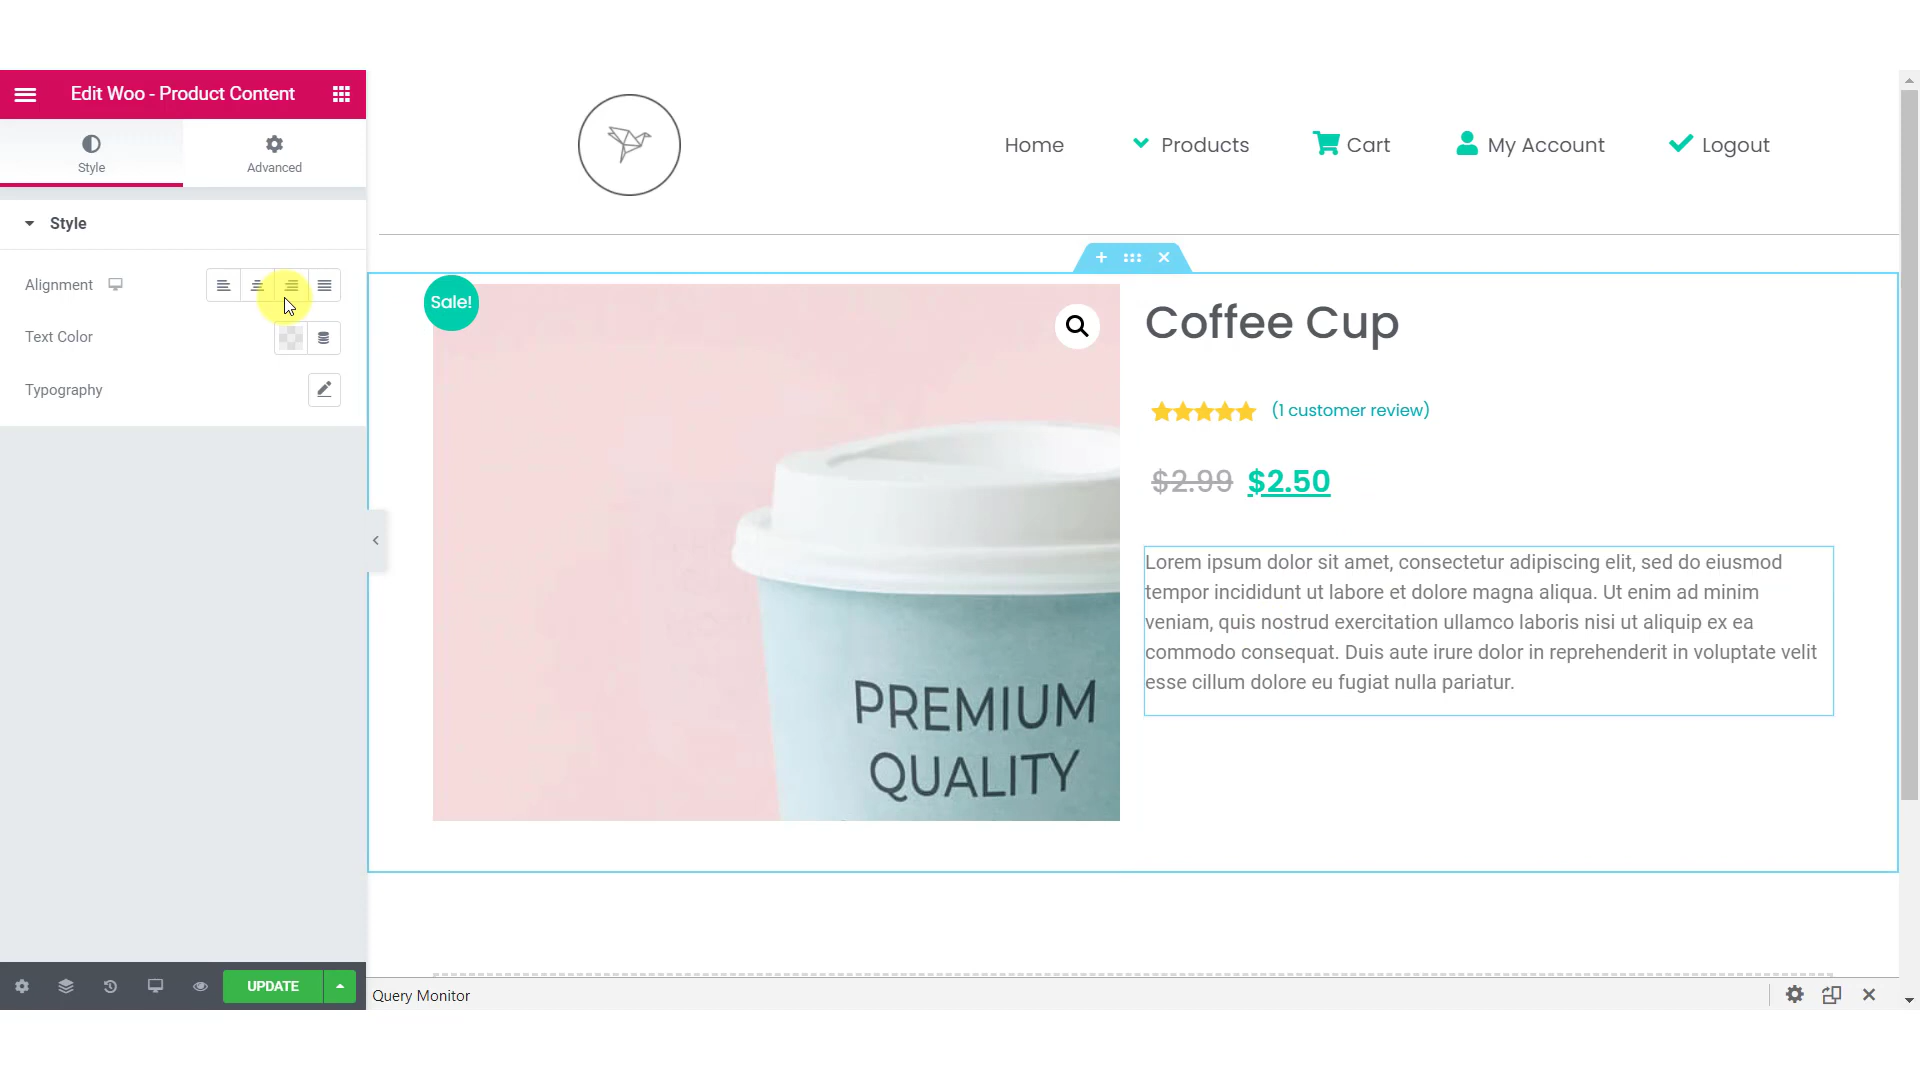 Edit Woo - Product Content
Style
Advanced
Style
Alignment
Text Color
Typography
UPDATE
Home
Products
Cart
My Account
Logout
Sale!
PREMIUM
QUALITY
Coffee Cup
(1 customer review)
$2.99 $2.50
Lorem ipsum dolor sit amet, consectetur adipiscing elit, sed do eiusmod
tempor incididunt ut labore et dolore magna aliqua. Ut enim ad minim
veniam, quis nostrud exercitation ullamco laboris nisi ut aliquip ex ea
commodo consequat. Duis aute irure dolor in reprehenderit in voluptate velit
esse cillum dolore eu fugiat nulla pariatur.
Query Monitor